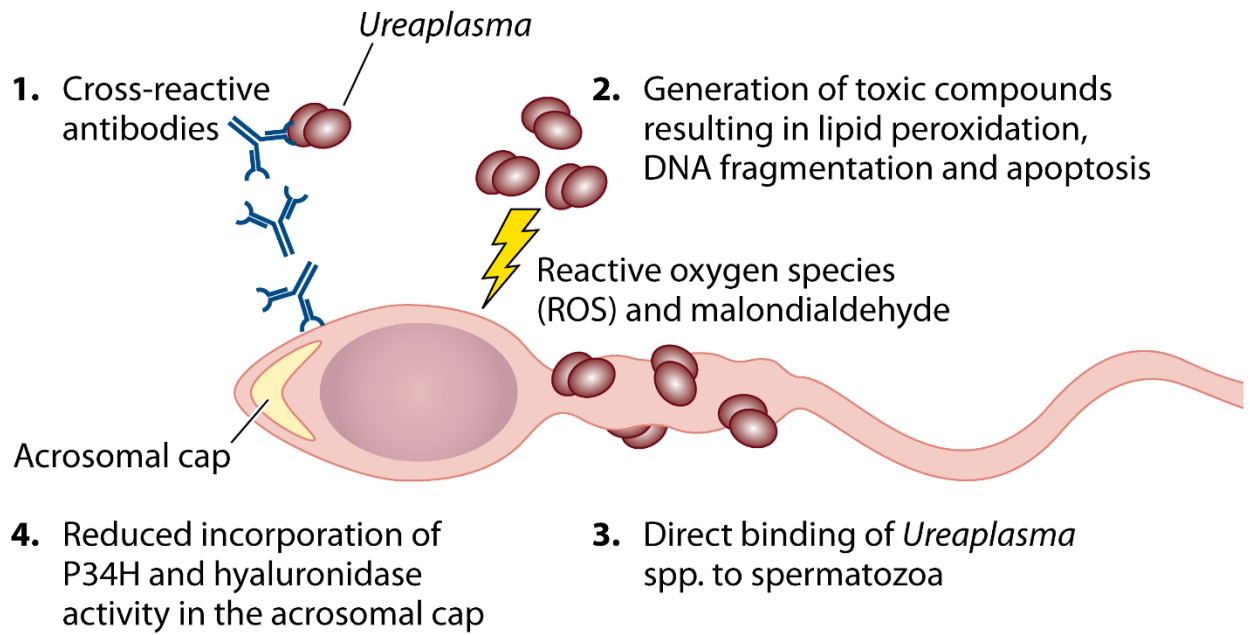 Ureaplasma
1. Cross-reactive
antibodies
2. Generation of toxic compounds
resulting in lipid peroxidation,
DNA fragmentation and apoptosis
Reactive oxygen species
(ROS) and malondialdehyde
Acrosomal cap
4. Reduced incorporation of
P34H and hyaluronidase
activity in the acrosomal cap
3. Direct binding of Ureaplasma
spp. to spermatozoa